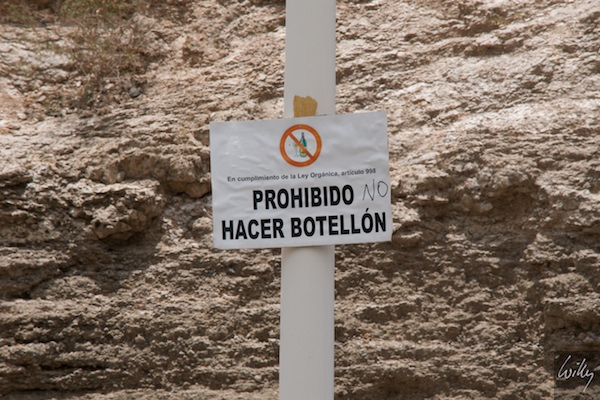 En cumplimiento de la Ley Orgánica, artículo 998
PROHIBIDO NO
HACER BOTELLÓN
Willy